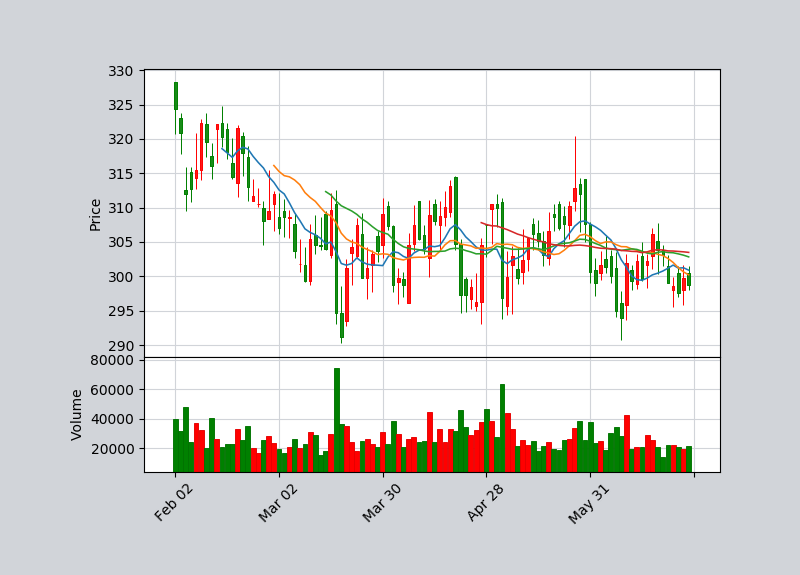 330
325
320
315
310
305
300
295
290
Price
80000
60000
40000
20000
Volume
Feb 02
Mar 02
Mar 30
Apr 28
May 31